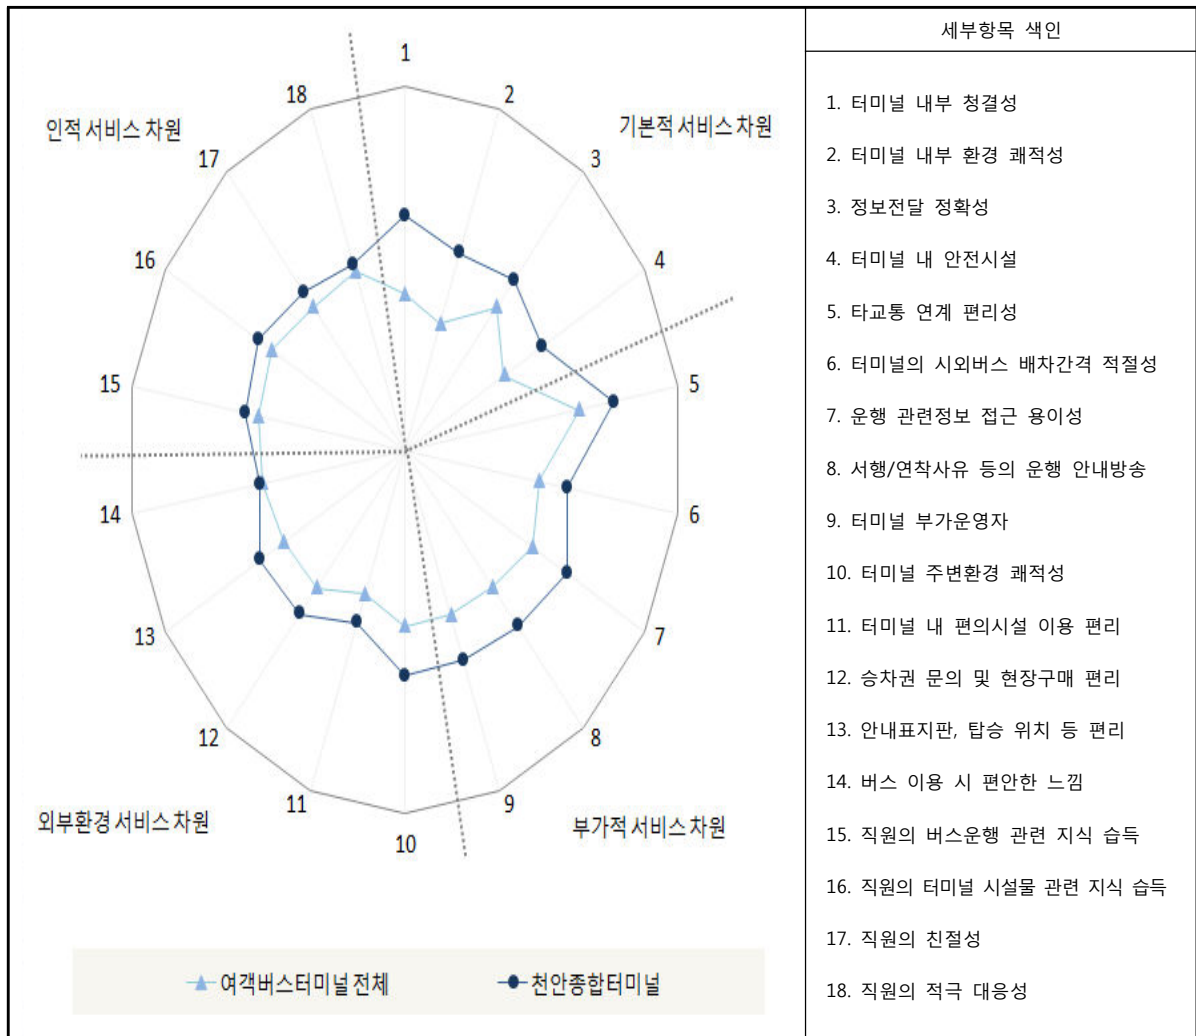 1
2
3
4
5
6
7
8
9
10
11
12
13
14
15
16
17
18
인적 서비스 차원
기본적 서비스 차원
외부환경 서비스 차원
부가적 서비스 차원
여객버스터미널 전체
천안종합터미널
세부항목 색인
1. 터미널 내부 청결성
2. 터미널 내부 환경 쾌적성
3. 정보전달 정확성
4. 터미널 내 안전시설
5. 타교통 연계 편리성
6. 터미널의 시외버스 배차간격 적절성
7. 운행 관련정보 접근 용이성
8. 서행/연착사유 등의 운행 안내방송
9. 터미널 부가운영자
10. 터미널 주변환경 쾌적성
11. 터미널 내 편의시설 이용 편리
12. 승차권 문의 및 현장구매 편리
13. 안내표지판, 탑승 위치 등 편리
14. 버스 이용 시 편안한 느낌
15. 직원의 버스운행 관련 지식 습득
16. 직원의 터미널 시설물 관련 지식 습득
17. 직원의 친절성
18. 직원의 적극 대응성